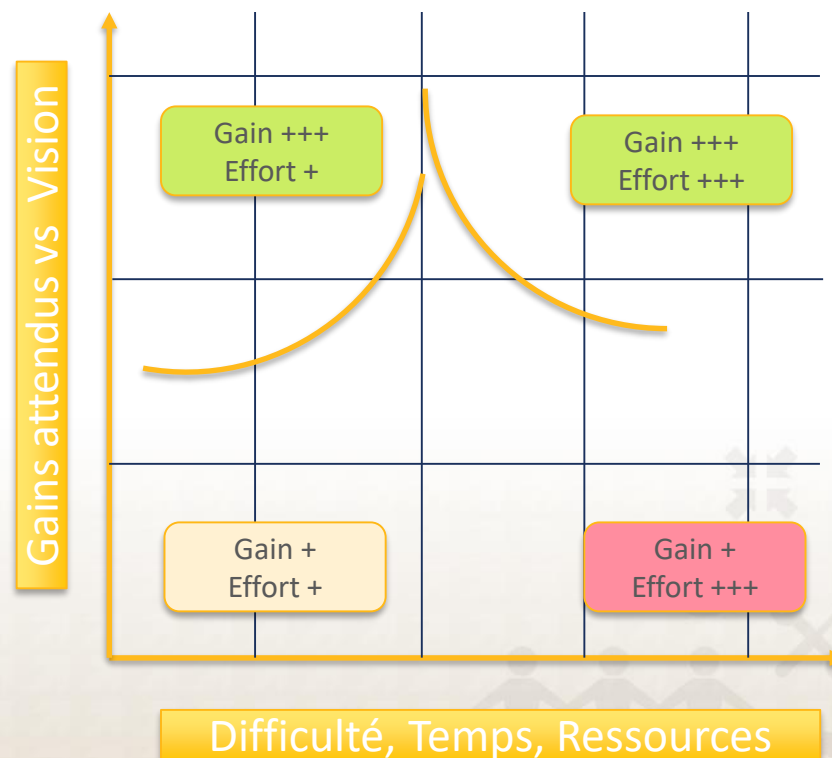 Gains attendus vs Vision
Gain +++
Effort +
Gain +++
Effort +++
Gain +
Effort +
Gain +
Effort +++
Difficulté, Temps, Ressources